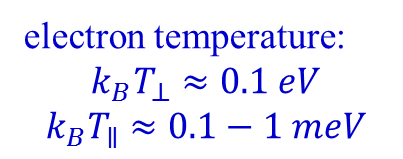 electron temperature:
k_B T_⊥ ≈ 0.1 eV
k_B T_∥ ≈ 0.1 − 1 meV